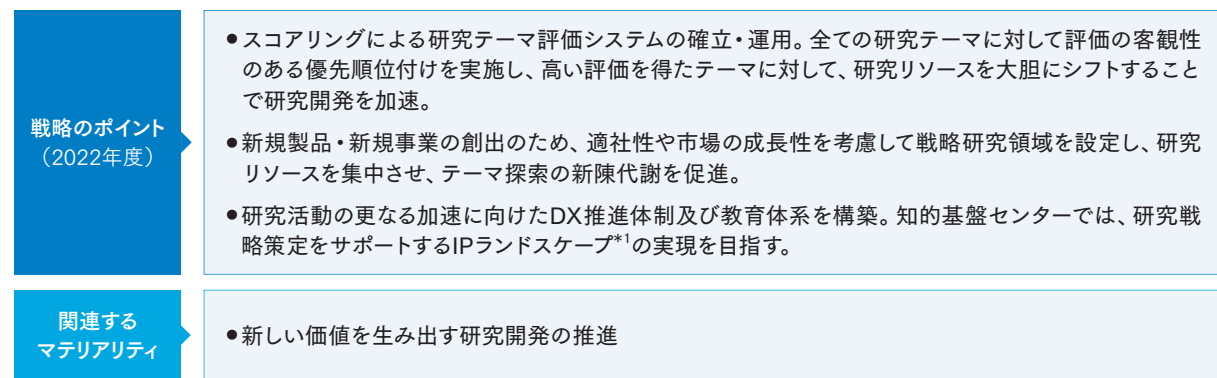 戦略のポイント
（2022年度）
●スコアリングによる研究テーマ評価システムの確立・運用。全ての研究テーマに対して評価の客観性
のある優先順位付けを実施し、高い評価を得たテーマに対して、研究リソースを大胆にシフトすること
で研究開発を加速。
●新規製品・新規事業の創出のため、適社性や市場の成長性を考慮して戦略研究領域を設定し、研究
リソースを集中させ、テーマ探索の新陳代謝を促進。
●研究活動の更なる加速に向けたDX推進体制及び教育体系を構築。知的基盤センターでは、研究戦
略策定をサポートするIPランドスケープ*1の実現を目指す。
関連する
マテリアリティ
●新しい価値を生み出す研究開発の推進